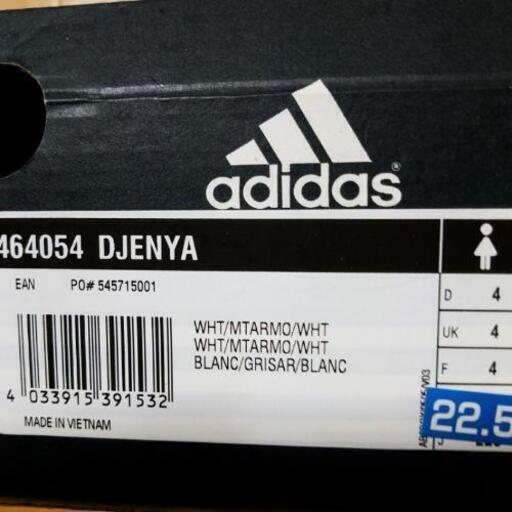 adidas
464054 DJENYA
EAN PO# 545715001
WHT/MTARMO/WHT
WHT/MTARMO/WHT
BLANC/GRISAR/BLANC
4 033915 391532
MADE IN VIETNAM
D 4
UK 4
F 4
22.5